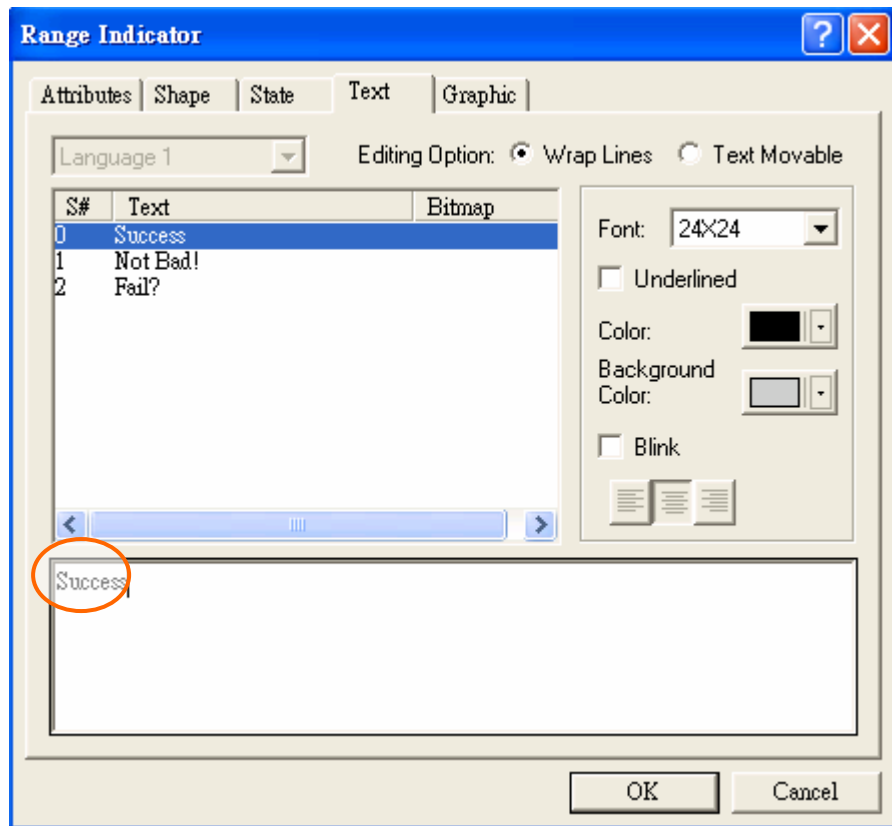 Range Indicator
Attributes Shape State Text Graphic
Language 1 Editing Option: Wrap Lines Text Movable
S# Text Bitmap
0 Success
1 Not Bad!
2 Fail?
Font: 24X24
Underlined
Color:
Background
Color:
Blink
Success
OK Cancel